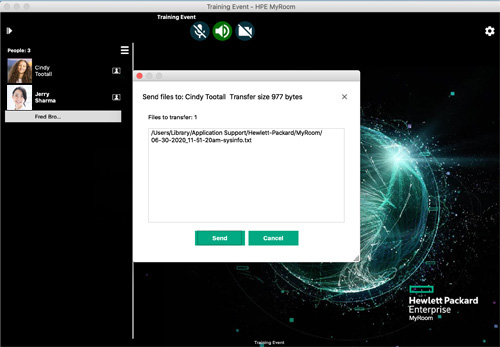 Training Event - HPE MyRoom
Training Event
People: 3
Cindy
Tootall
Jerry
Sharma
Fred Bro...
Send files to: Cindy Tootall Transfer size 977 bytes
Files to transfer: 1
/Users/Library/Application Support/Hewlett-Packard/MyRoom/
06-30-2020_11-51-20am-sysinfo.txt
Send
Cancel
Hewlett Packard
Enterprise
MyRoom
Training Event